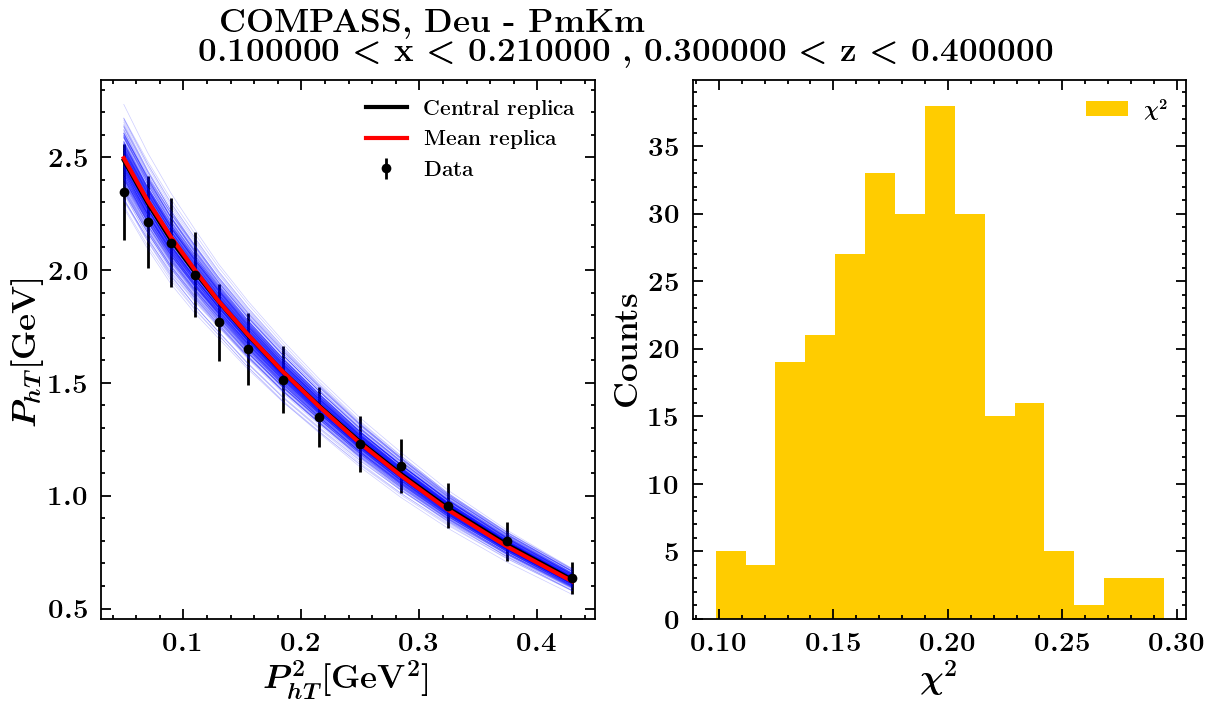 COMPASS, Deu - PmKm
0.100000 < x < 0.210000 , 0.300000 < z < 0.400000
Central replica
Mean replica
Data
P_{hT}[GeV]
2.5
2.0
1.5
1.0
0.5
0.1 0.2 0.3 0.4
P_{hT}^2[GeV^2]
χ²
Counts
35
30
25
20
15
10
5
0
0.10 0.15 0.20 0.25 0.30
χ²